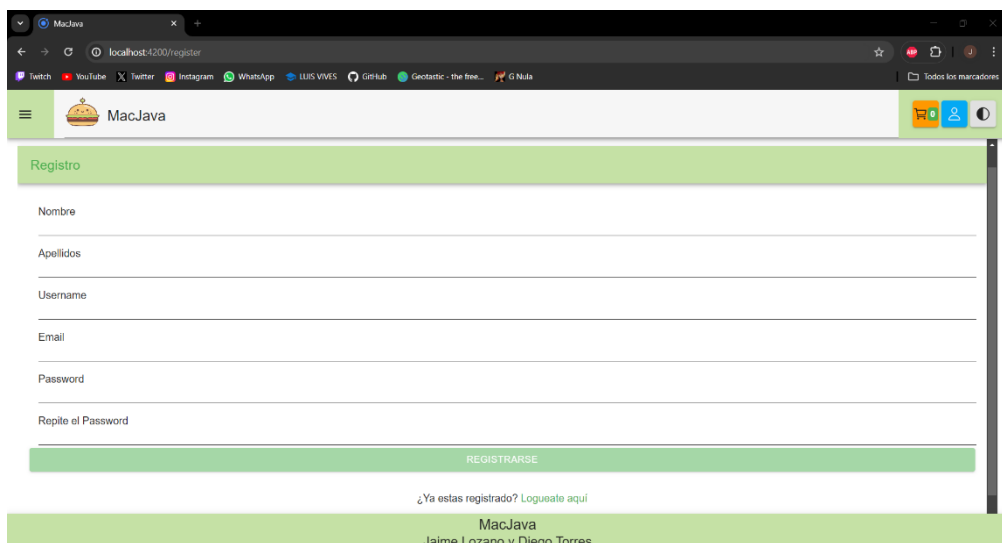 MacJava
localhost:4200/register
ABP
J
Twitch YouTube Twitter Instagram WhatsApp LUIS VIVES GitHub Geotastic - the free... G Nula Todos los marcadores
MacJava
0
Registro
Nombre
Apellidos
Username
Email
Password
Repite el Password
REGISTRARSE
¿Ya estas registrado? Logueate aquí
MacJava
Jaime Lozano y Diego Torres